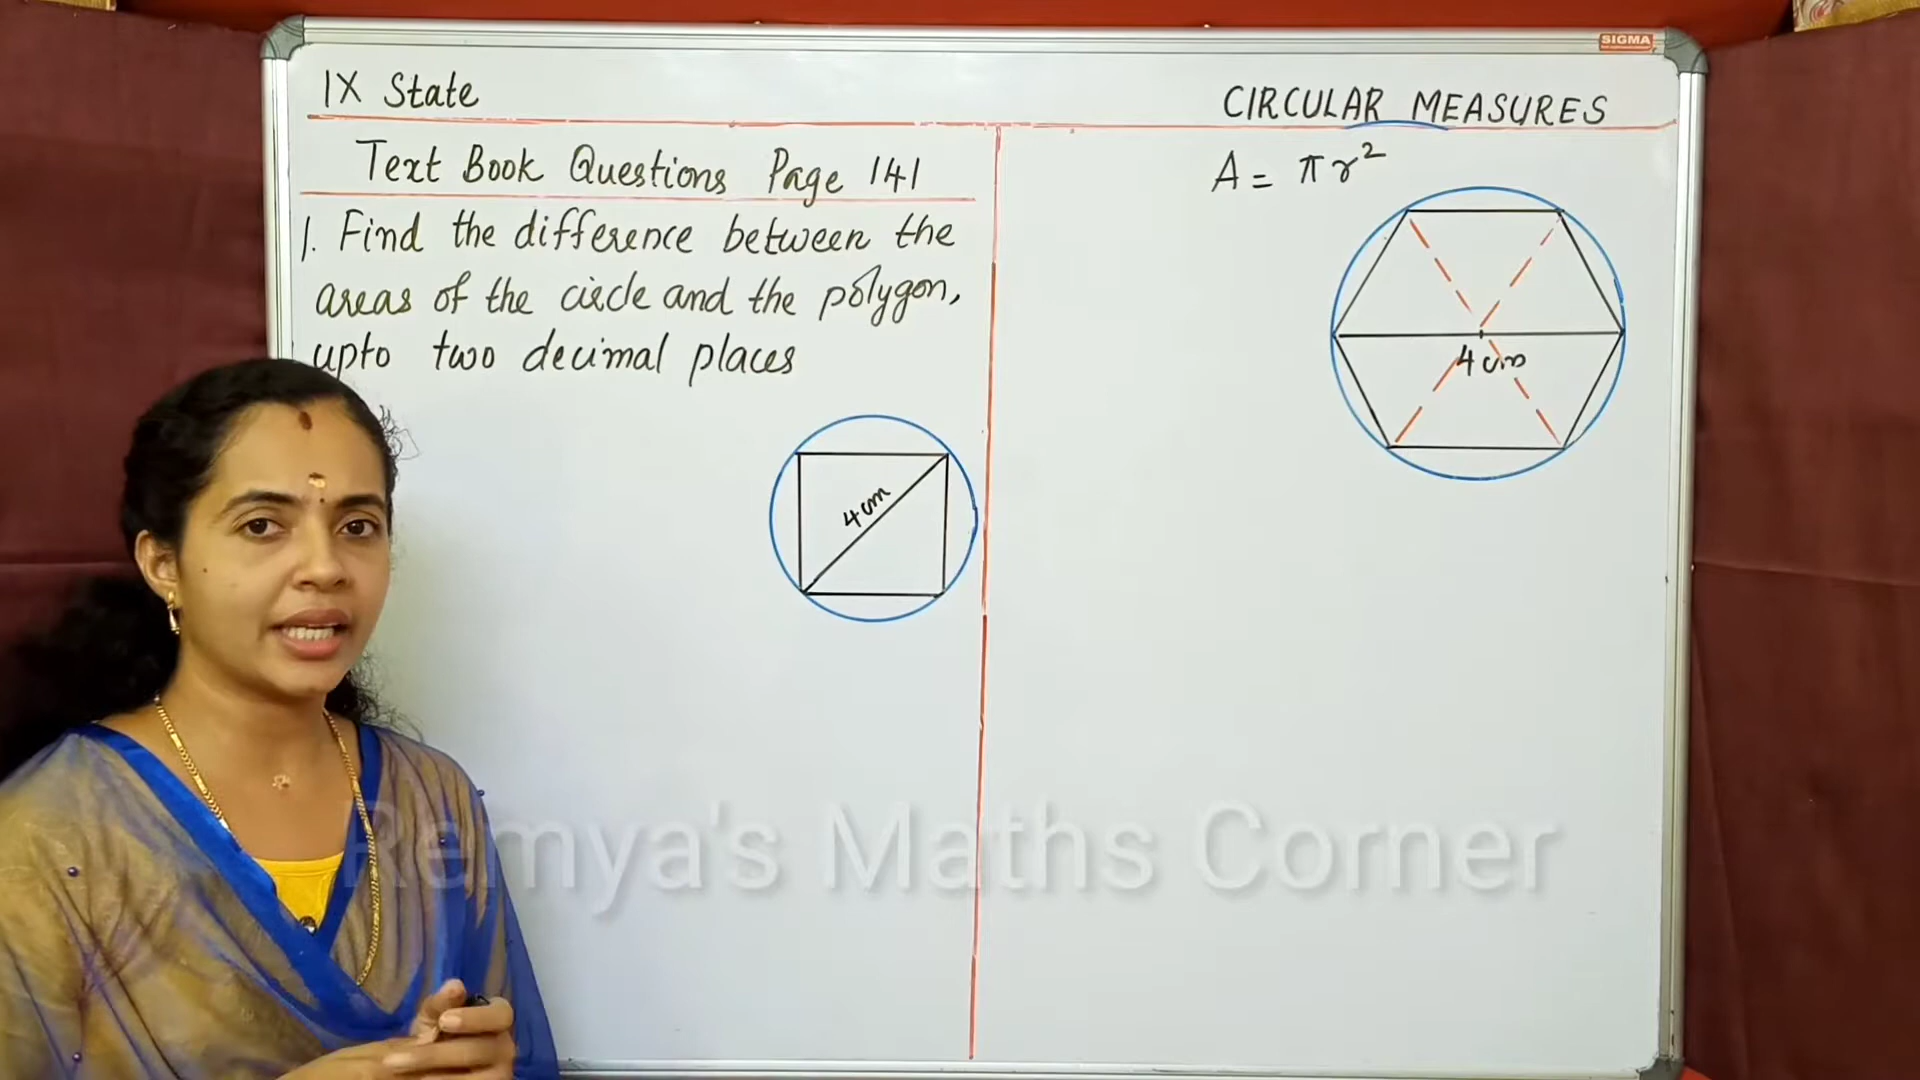 SIGMA
IX State
CIRCULAR MEASURES
Text Book Questions Page 141
1. Find the difference between the
areas of the circle and the polygon,
upto two decimal places
4 cm
A = πr²
4 cm
Remya's Maths Corner